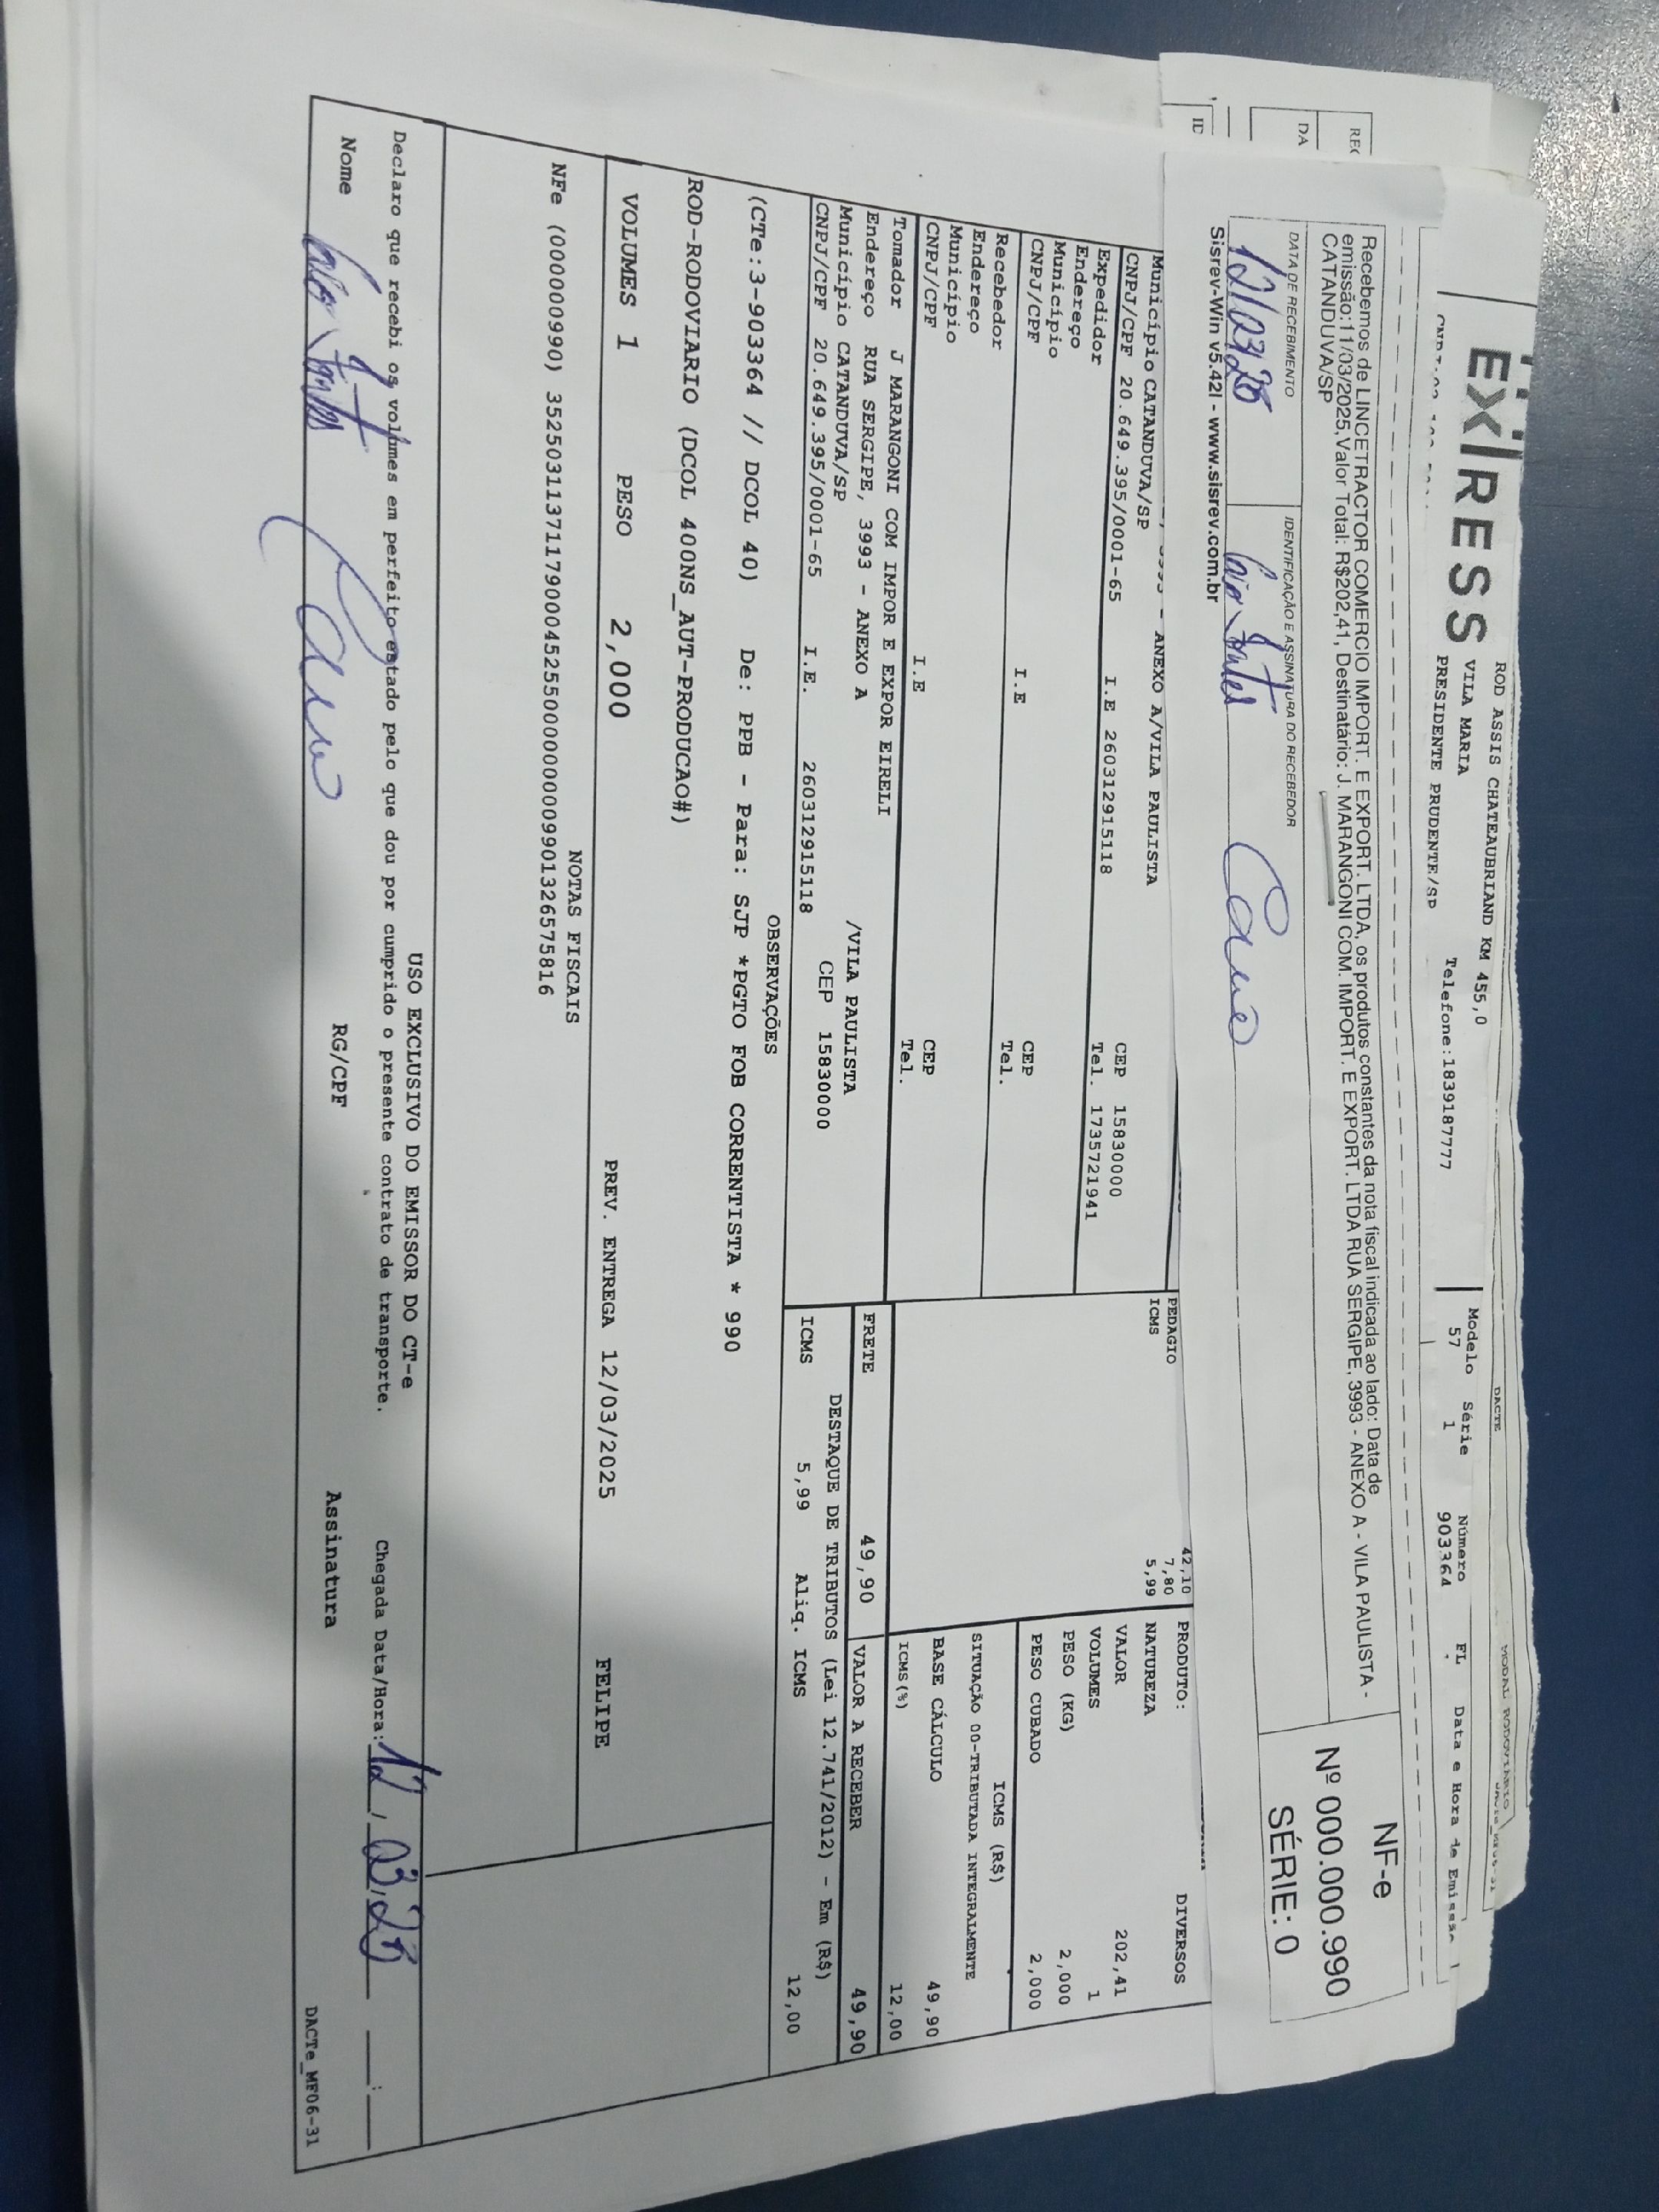 EXPRESS
ROD ASSIS CHATEAUBRIAND KM 455,0
VILA MARIA
PRESIDENTE PRUDENTE/SP
Telefone:1839187777
DACTE
MODAL RODOVIARIO
Modelo Série Número FL Data e Hora de Emissão
57 1 903364
Recebemos de LINCETRACTOR COMERCIO IMPORT. E EXPORT. LTDA, os produtos constantes da nota fiscal indicada ao lado: Data de
emissão:11/03/2025,Valor Total: R$202,41, Destinatário: J. MARANGONI COM. IMPORT. E EXPORT. LTDA RUA SERGIPE, 3993 - ANEXO A - VILA PAULISTA -
CATANDUVA/SP
NF-e
Nº 000.000.990
SÉRIE: 0
DATA DE RECEBIMENTO
IDENTIFICAÇÃO E ASSINATURA DO RECEBEDOR
12/03/25
Sisrev-Win v5.42l - www.sisrev.com.br
REC
DA
ID
- ANEXO A/VILA PAULISTA
Município CATANDUVA/SP CEP 15830000
CNPJ/CPF 20.649.395/0001-65 I.E 260312915118 Tel. 1735721941
Expedidor
Endereço
Município CEP
CNPJ/CPF I.E Tel.
Recebedor
Endereço
Município CEP
CNPJ/CPF I.E Tel.
Tomador J MARANGONI COM IMPOR E EXPOR EIRELI
Endereço RUA SERGIPE, 3993 - ANEXO A /VILA PAULISTA
Município CATANDUVA/SP CEP 15830000
CNPJ/CPF 20.649.395/0001-65 I.E. 260312915118
42,10
PEDAGIO 7,80
ICMS 5,99
PRODUTO: DIVERSOS
NATUREZA
VALOR 202,41
VOLUMES 1
PESO (KG) 2,000
PESO CUBADO 2,000
ICMS (R$)
SITUAÇÃO 00-TRIBUTADA INTEGRALMENTE
BASE CÁLCULO 49,90
ICMS(%) 12,00
FRETE 49,90 VALOR A RECEBER 49,90
DESTAQUE DE TRIBUTOS (Lei 12.741/2012) - Em (R$)
ICMS 5,99 Aliq. ICMS 12,00
OBSERVAÇÕES
(CTe:3-903364 // DCOL 40) De: PPB - Para: SJP *PGTO FOB CORRENTISTA * 990
ROD-RODOVIARIO (DCOL 400NS_AUT-PRODUCAO#)
VOLUMES 1 PESO 2,000 PREV. ENTREGA 12/03/2025 FELIPE
NOTAS FISCAIS
NFe (000000990) 35250311371179000452550000000009901326575816
USO EXCLUSIVO DO EMISSOR DO CT-e
Declaro que recebi os volumes em perfeito estado pelo que dou por cumprido o presente contrato de transporte. Chegada Data/Hora: 12/03/25 __:__
Nome RG/CPF Assinatura
DACTe_MF06-31